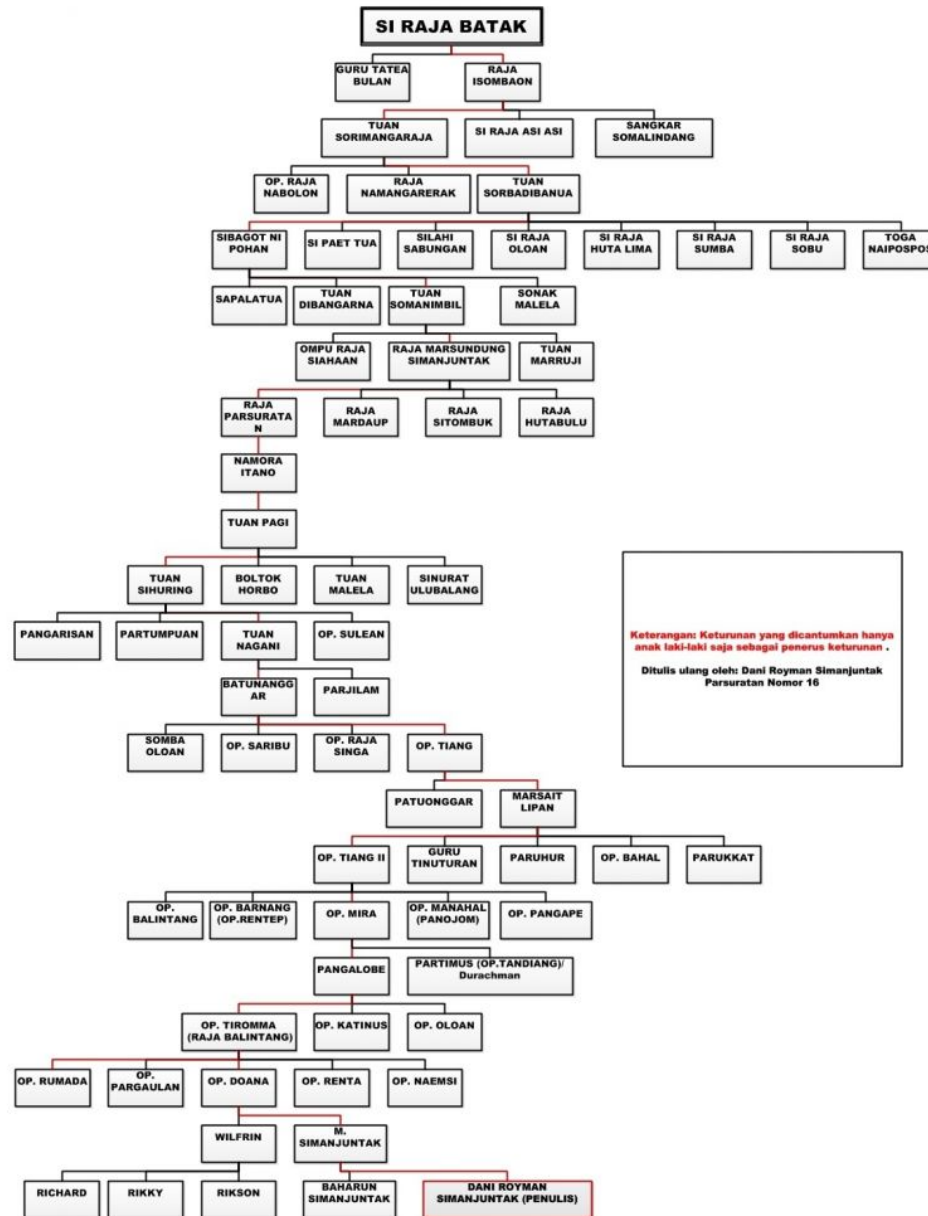 SI RAJA BATAK
GURU TATEA
BULAN
RAJA
ISOMBAON
TUAN
SORIMANGARAJA
SI RAJA ASI ASI
SANGKAR
SOMALINDANG
OP. RAJA
NABOLON
RAJA
NAMANGARERAK
TUAN
SORBADIBANUA
SIBAGOT NI
POHAN
SI PAET TUA
SILAHI
SABUNGAN
SI RAJA
OLOAN
SI RAJA
HUTA LIMA
SI RAJA
SUMBA
SI RAJA
SOBU
TOGA
NAIPOSPOS
SAPALATUA
TUAN
DIBANGARNA
TUAN
SOMANIMBIL
SONAK
MALELA
OMPU RAJA
SIAHAAN
RAJA MARSUNDUNG
SIMANJUNTAK
TUAN
MARRUJI
RAJA
PARSURATA
N
RAJA
MARDAUP
RAJA
SITOMBUK
RAJA
HUTABULU
NAMORA
ITANO
TUAN PAGI
TUAN
SIHURING
BOLTOK
HORBO
TUAN
MALELA
SINURAT
ULUBALANG
PANGARISAN
PARTUMPUAN
TUAN
NAGANI
OP. SULEAN
BATUNANGG
AR
PARJILAM
Keterangan: Keturunan yang dicantumkan hanya
anak laki-laki saja sebagai penerus keturunan .
Ditulis ulang oleh: Dani Royman Simanjuntak
Parsuratan Nomor 16
SOMBA
OLOAN
OP. SARIBU
OP. RAJA
SINGA
OP. TIANG
PATUONGGAR
MARSAIT
LIPAN
OP. TIANG II
GURU
TINUTURAN
PARUHUR
OP. BAHAL
PARUKKAT
OP.
BALINTANG
OP. BARNANG
(OP.RENTEP)
OP. MIRA
OP. MANAHAL
(PANOJOM)
OP. PANGAPE
PANGALOBE
PARTIMUS (OP.TANDIANG)/
Durachman
OP. TIROMMA
(RAJA BALINTANG)
OP. KATINUS
OP. OLOAN
OP. RUMADA
OP.
PARGAULAN
OP. DOANA
OP. RENTA
OP. NAEMSI
WILFRIN
M.
SIMANJUNTAK
RICHARD
RIKKY
RIKSON
BAHARUN
SIMANJUNTAK
DANI ROYMAN
SIMANJUNTAK (PENULIS)